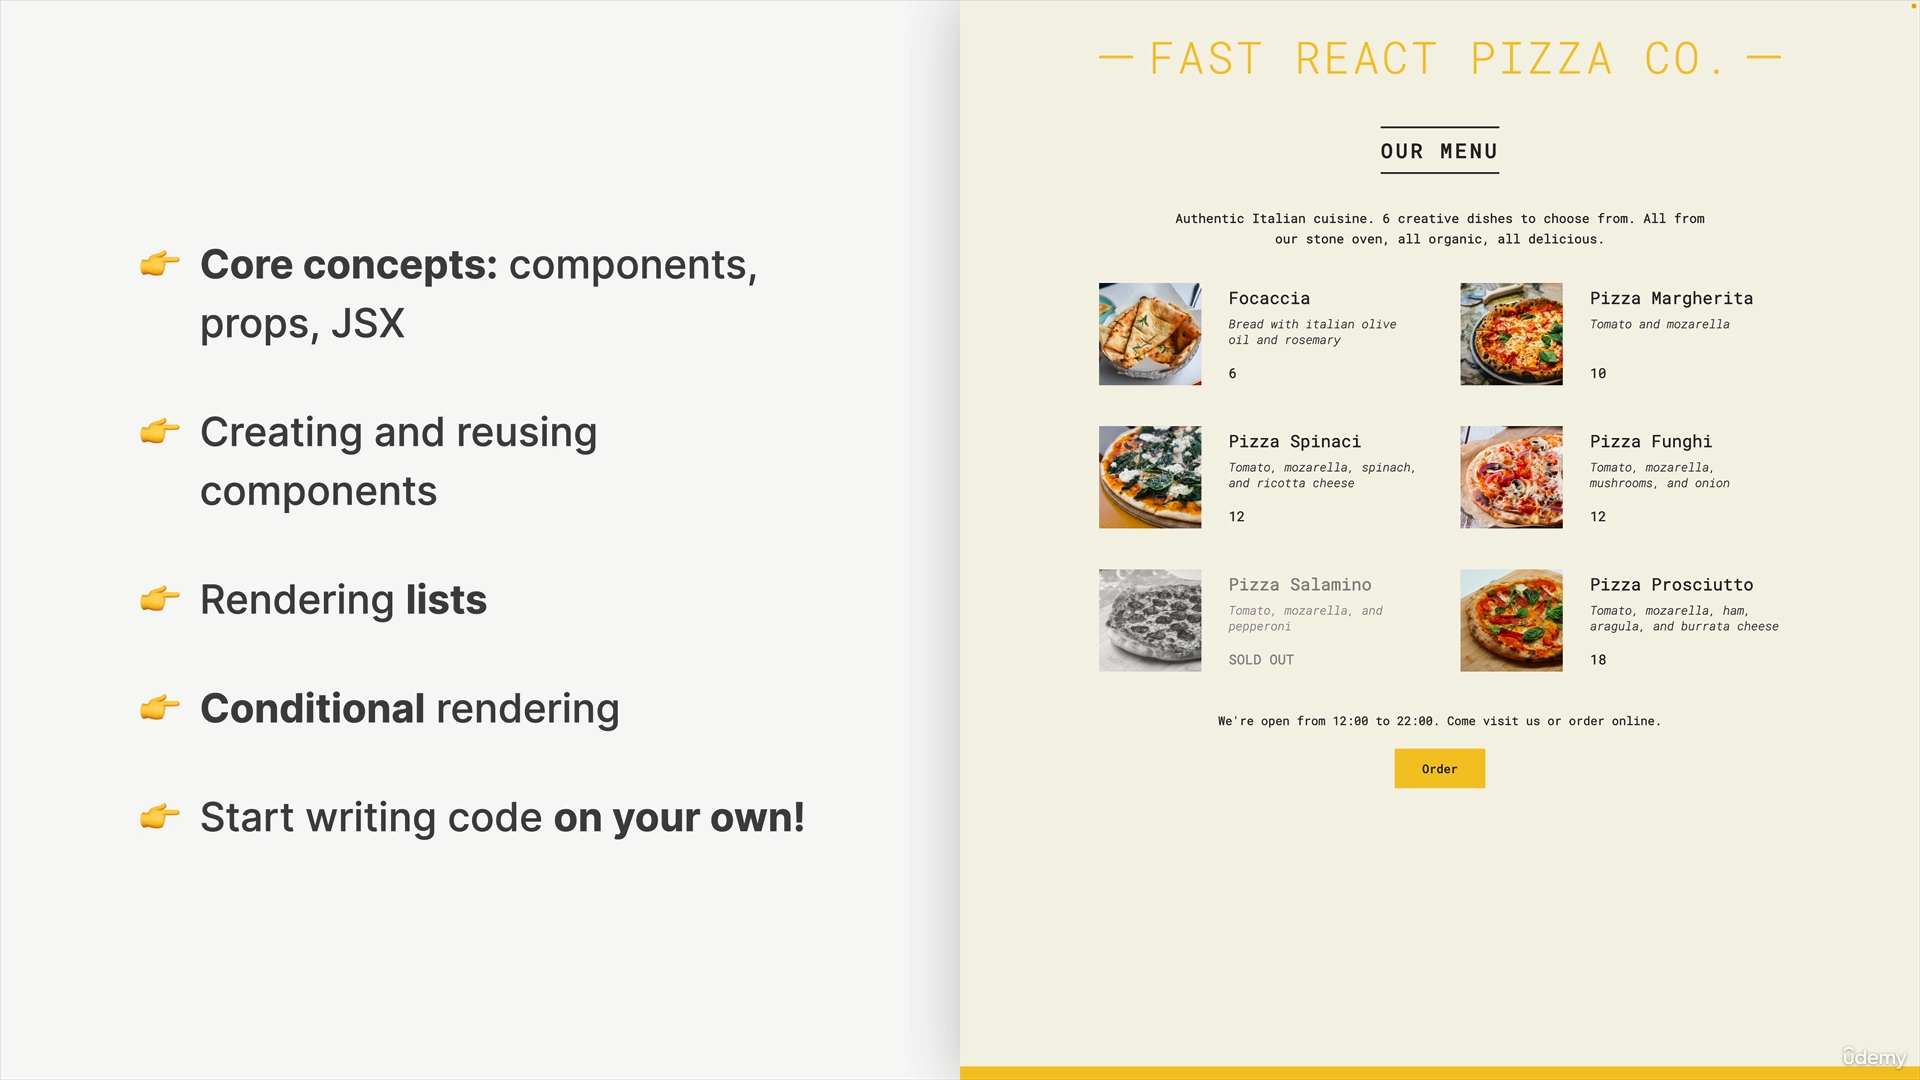 👉 Core concepts: components,
props, JSX
👉 Creating and reusing
components
👉 Rendering lists
👉 Conditional rendering
👉 Start writing code on your own!
— FAST REACT PIZZA CO. —
OUR MENU
Authentic Italian cuisine. 6 creative dishes to choose from. All from
our stone oven, all organic, all delicious.
Focaccia
Bread with italian olive
oil and rosemary
6
Pizza Margherita
Tomato and mozarella
10
Pizza Spinaci
Tomato, mozarella, spinach,
and ricotta cheese
12
Pizza Funghi
Tomato, mozarella,
mushrooms, and onion
12
Pizza Salamino
Tomato, mozarella, and
pepperoni
SOLD OUT
Pizza Prosciutto
Tomato, mozarella, ham,
aragula, and burrata cheese
18
We're open from 12:00 to 22:00. Come visit us or order online.
Order
ûdemy